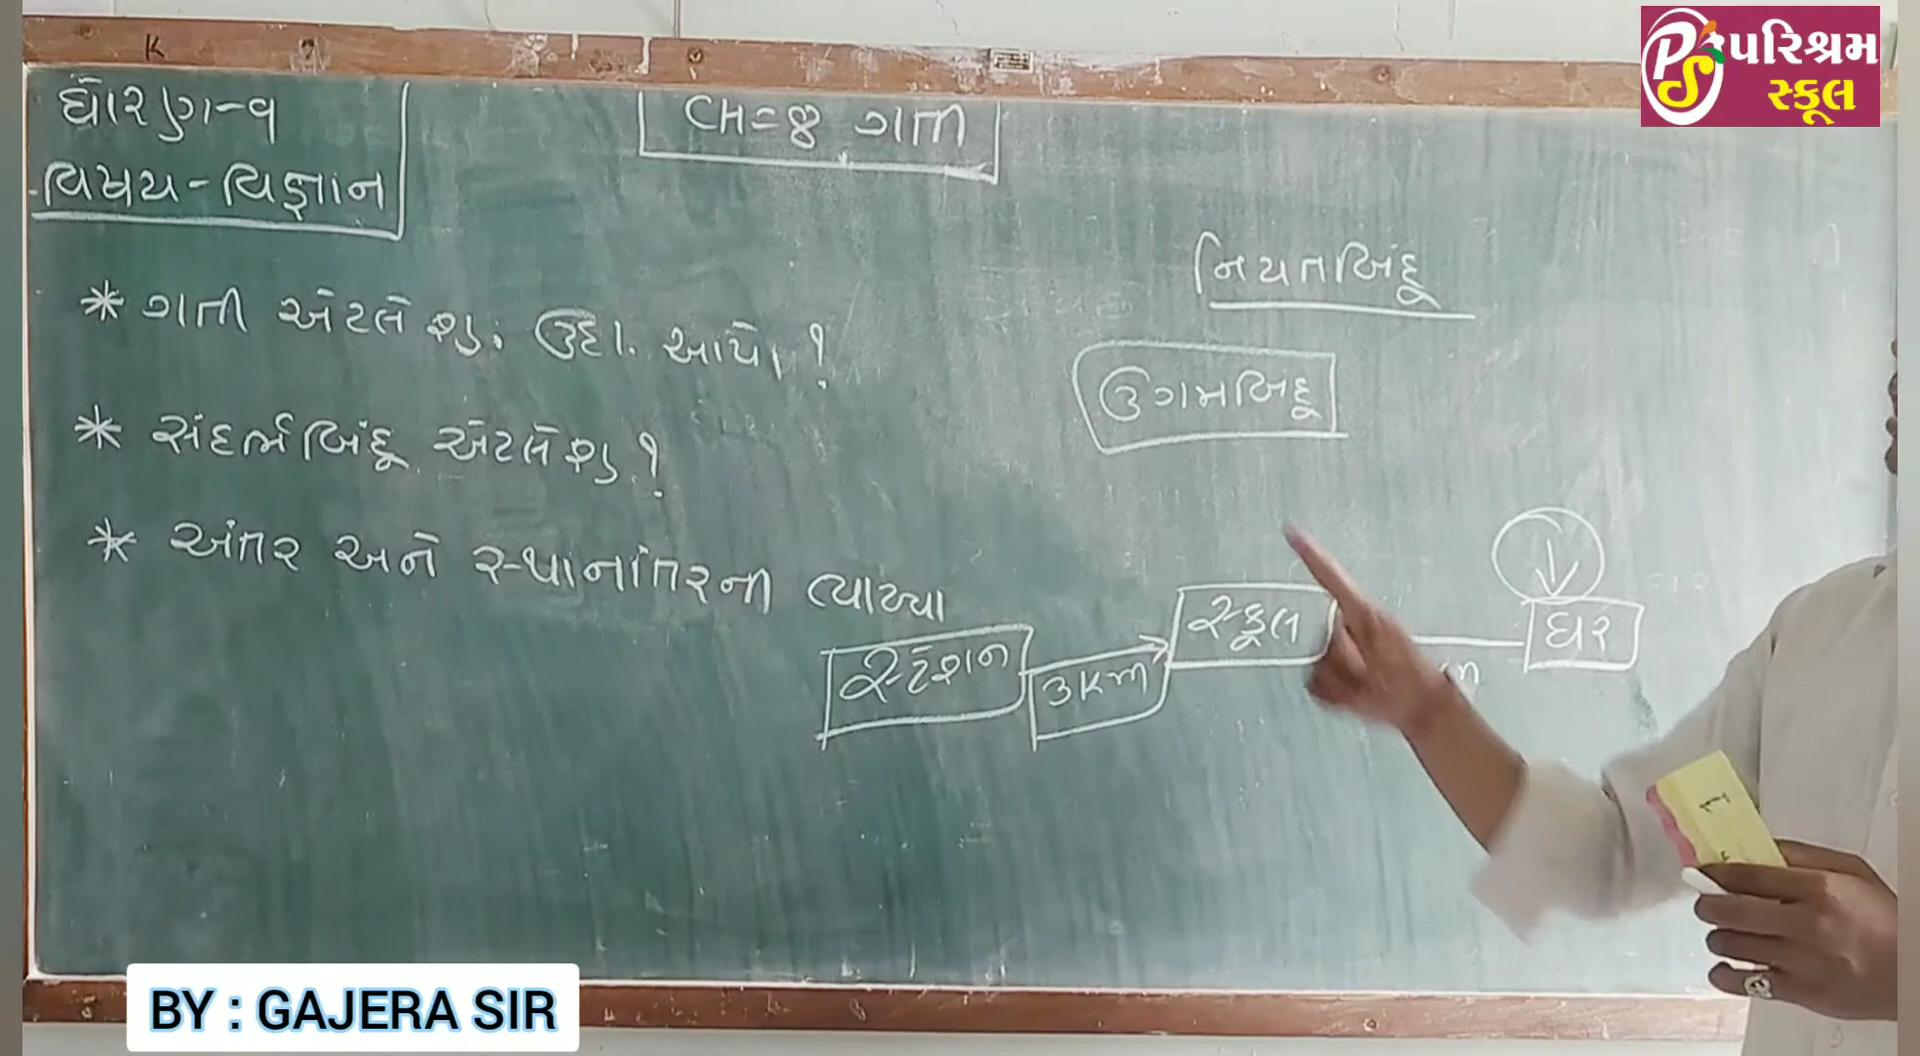 K
પરિશ્રમ
સ્કૂલ
ધોરણ-૧
વિષય-વિજ્ઞાન
CH=8 ગતી
નિયતબિંદૂ
ઉગમબિંદૂ
* ગતી એટલે શુ. ઉદા. આપો ?
* સંદર્ભબિંદૂ એટલે શુ ?
* અંતર અને સ્થાનાંતરની વ્યાખ્યા
સ્ટેશન 3km સ્કૂલ ઘર
BY : GAJERA SIR